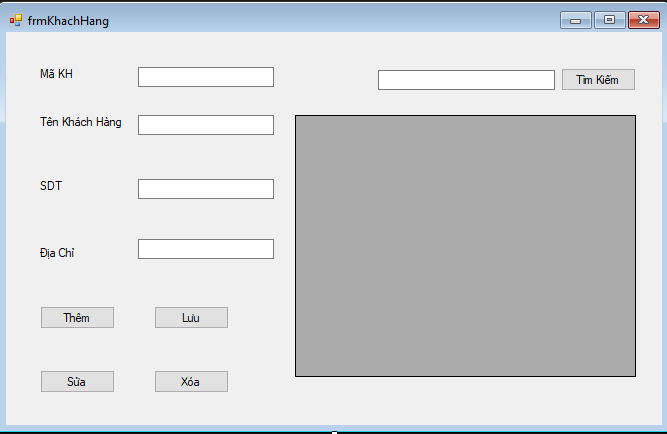 frmKhachHang
Mã KH
Tìm Kiếm
Tên Khách Hàng
SDT
Địa Chỉ
Thêm
Lưu
Sửa
Xóa